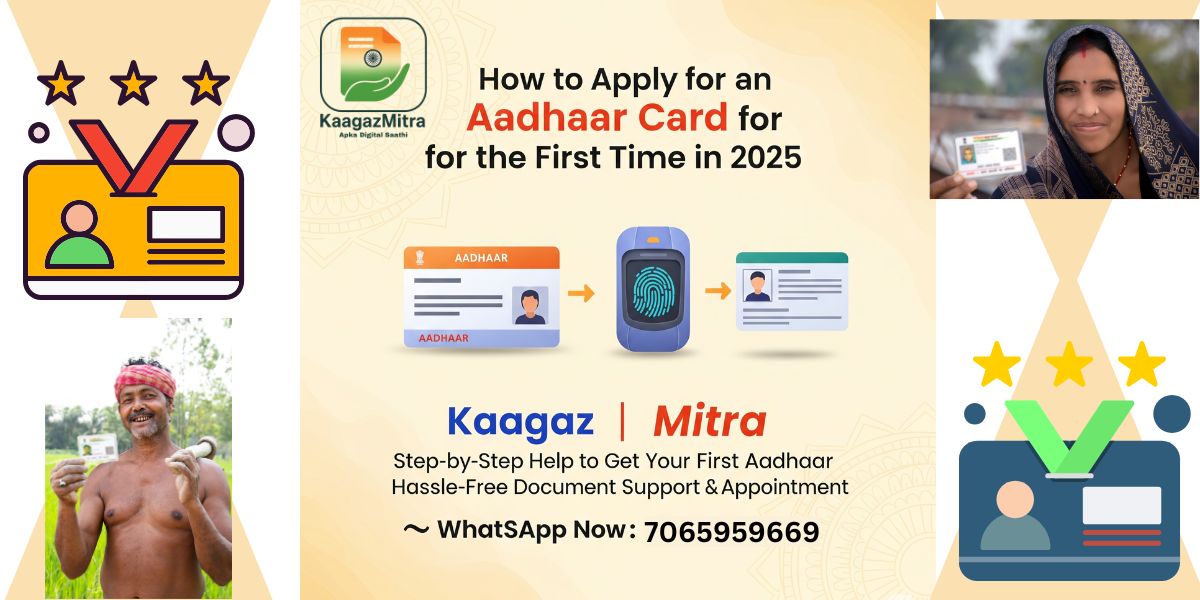 KaagazMitra
Apka Digital Saathi
How to Apply for an
Aadhaar Card for
for the First Time in 2025
AADHAAR
AADHAAR
Kaagaz | Mitra
Step-by-Step Help to Get Your First Aadhaar
Hassle-Free Document Support & Appointment
~ WhatSApp Now: 7065959669